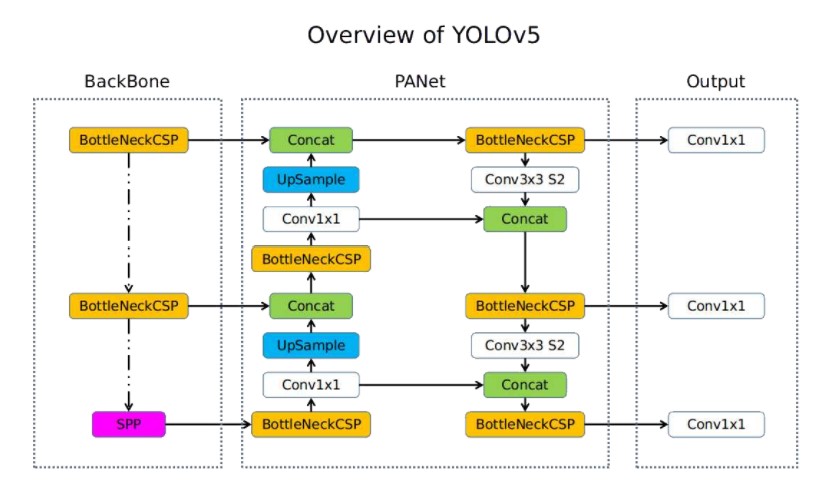 Overview of YOLOv5
BackBone
PANet
Output
BottleNeckCSP
Concat
BottleNeckCSP
Conv1x1
UpSample
Conv3x3 S2
Conv1x1
Concat
BottleNeckCSP
BottleNeckCSP
Concat
BottleNeckCSP
Conv1x1
UpSample
Conv3x3 S2
Conv1x1
Concat
SPP
BottleNeckCSP
BottleNeckCSP
Conv1x1